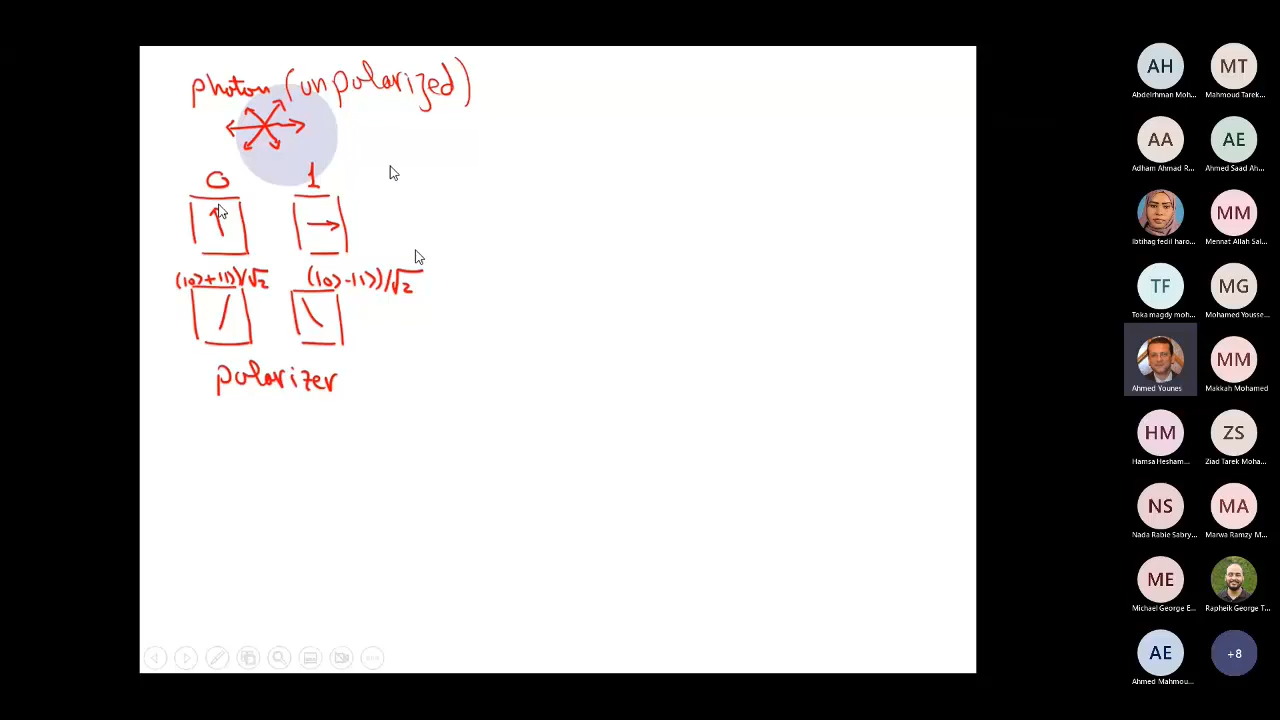 photon (unpolarized)
0 1
(|0>+|1>)/√2 (|0>-|1>)/√2
polarizer
AH MT
Abdelrhman Moh... Mahmoud Tarek...
AA AE
Adham Ahmad R... Ahmed Saad Ah...
MM
Ibtihag fedil haro... Mennat Allah Sal...
TF MG
Toka magdy moh... Mohamed Yousse...
MM
Ahmed Younes Makkah Mohamed
HM ZS
Hamsa Hesham... Ziad Tarek Moha...
NS MA
Nada Rabie Sabry... Marwa Ramzy M...
ME
Michael George E... Rapheik George T...
AE +8
Ahmed Mahmou...